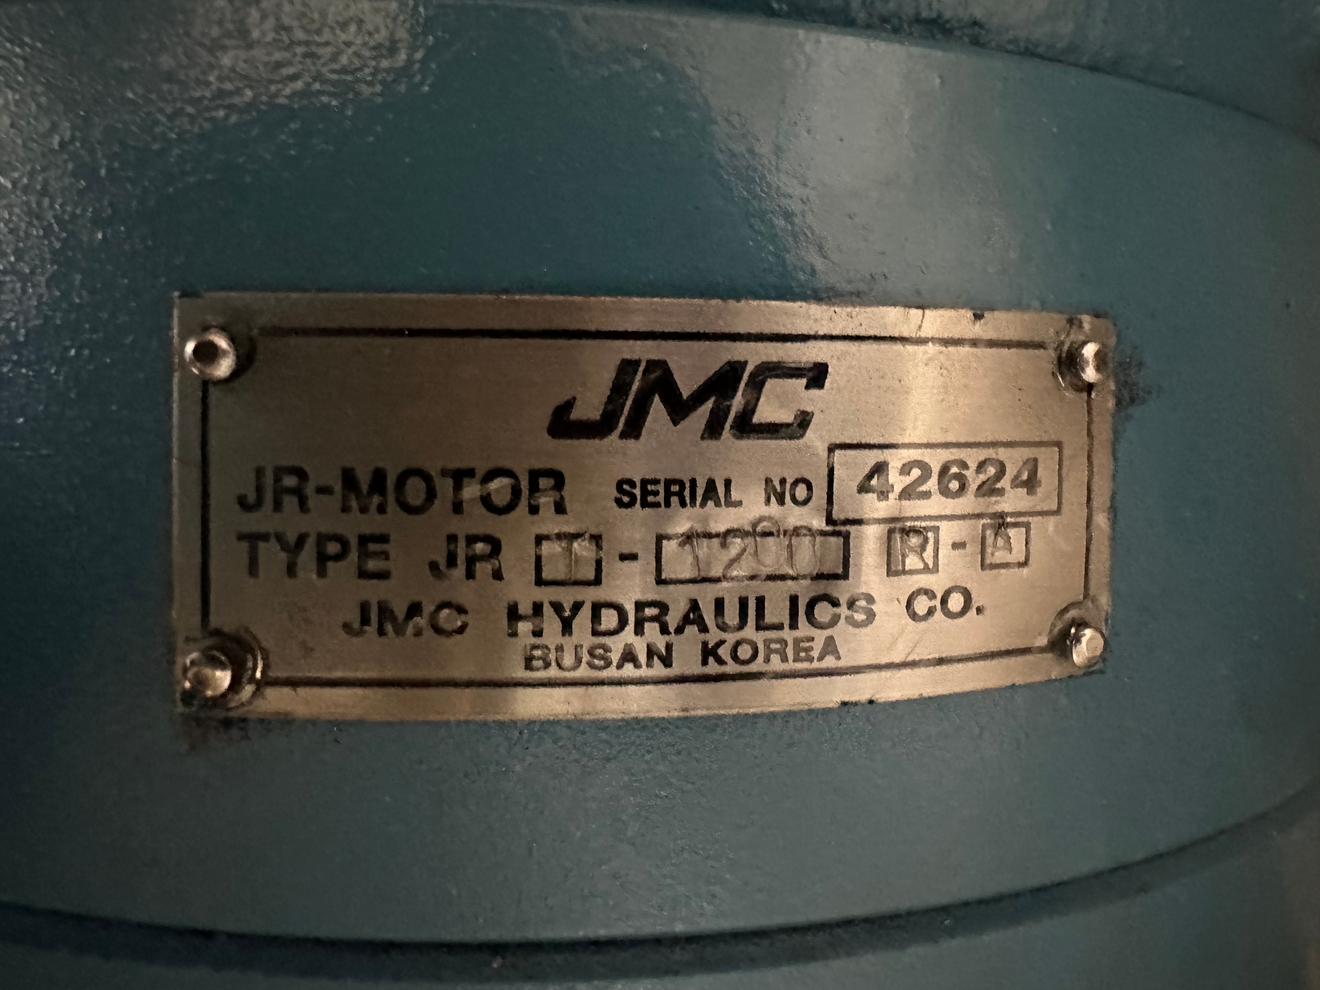 JMC
JR-MOTOR SERIAL NO 42624
TYPE JR T - 1200 R - A
JMC HYDRAULICS CO.
BUSAN KOREA